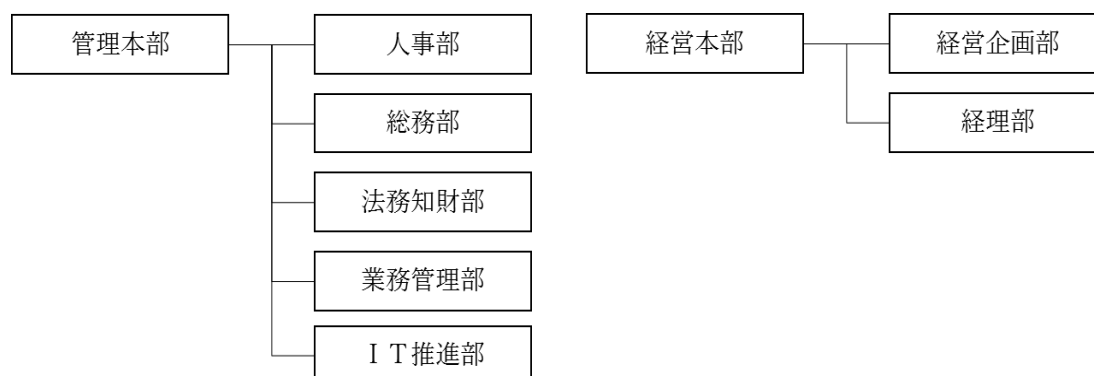 管理本部
人事部
総務部
法務知財部
業務管理部
ＩＴ推進部
経営本部
経営企画部
経理部